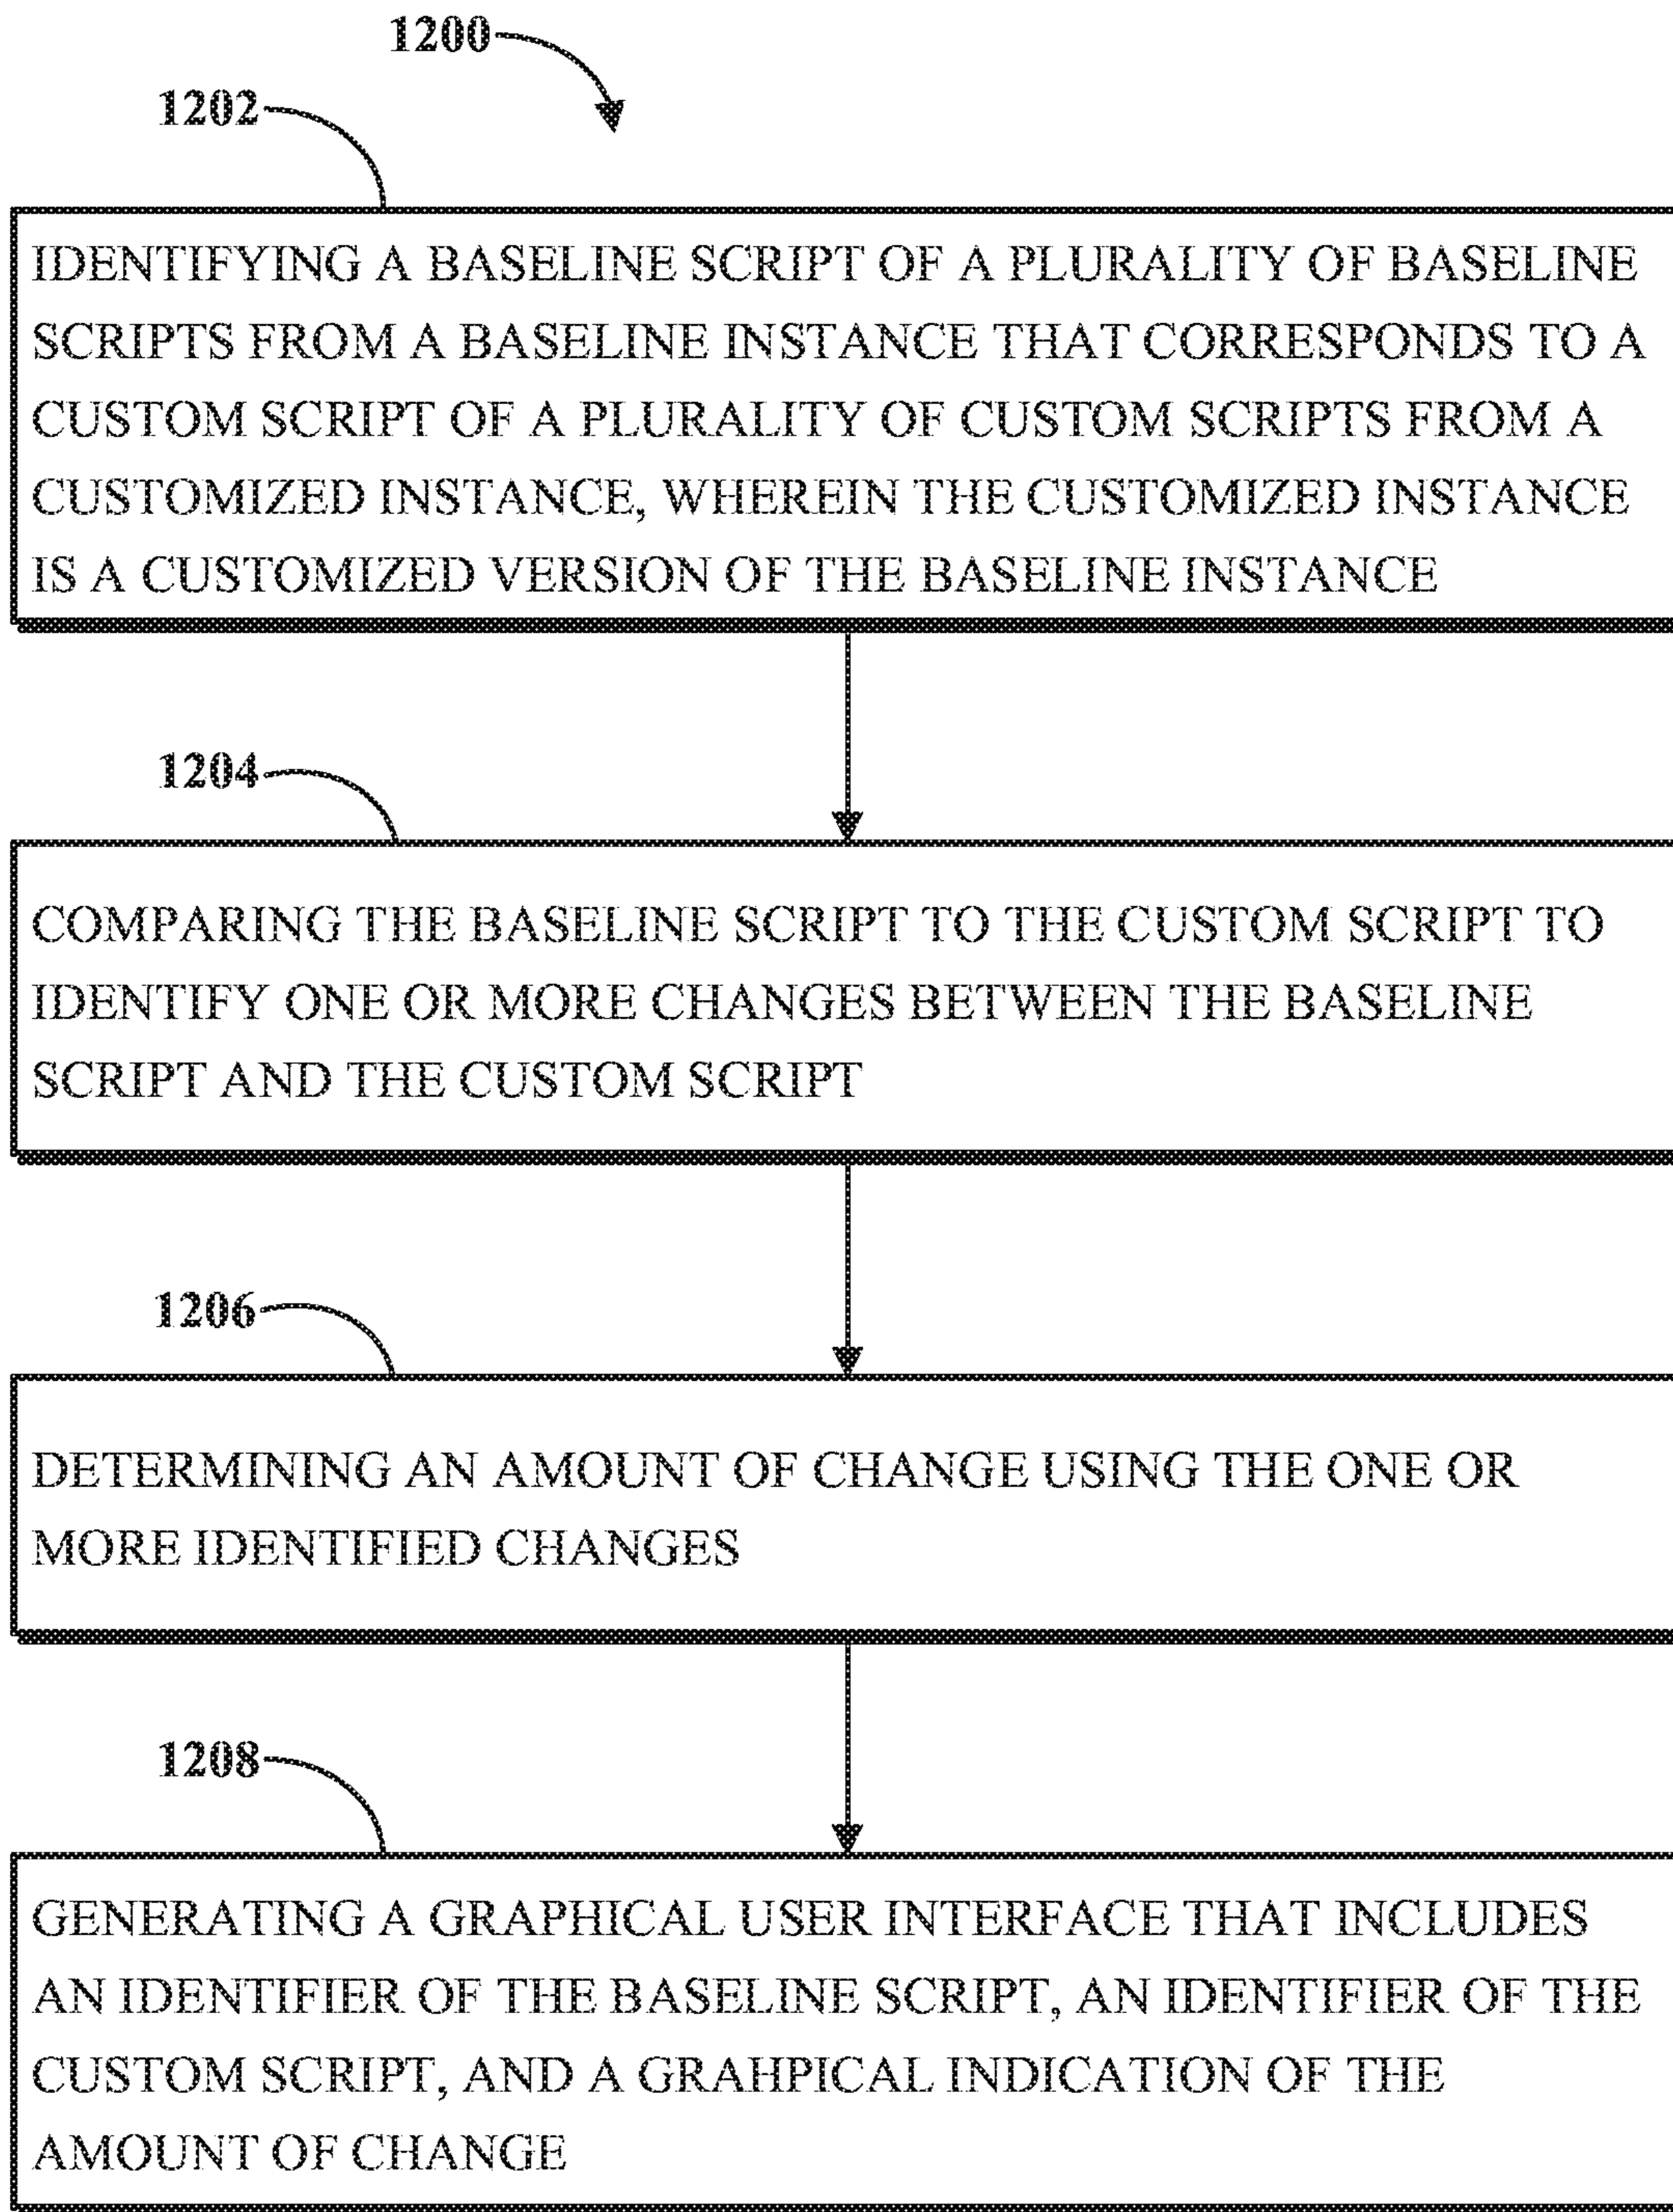 1200
1202
IDENTIFYING A BASELINE SCRIPT OF A PLURALITY OF BASELINE
SCRIPTS FROM A BASELINE INSTANCE THAT CORRESPONDS TO A
CUSTOM SCRIPT OF A PLURALITY OF CUSTOM SCRIPTS FROM A
CUSTOMIZED INSTANCE, WHEREIN THE CUSTOMIZED INSTANCE
IS A CUSTOMIZED VERSION OF THE BASELINE INSTANCE
1204
COMPARING THE BASELINE SCRIPT TO THE CUSTOM SCRIPT TO
IDENTIFY ONE OR MORE CHANGES BETWEEN THE BASELINE
SCRIPT AND THE CUSTOM SCRIPT
1206
DETERMINING AN AMOUNT OF CHANGE USING THE ONE OR
MORE IDENTIFIED CHANGES
1208
GENERATING A GRAPHICAL USER INTERFACE THAT INCLUDES
AN IDENTIFIER OF THE BASELINE SCRIPT, AN IDENTIFIER OF THE
CUSTOM SCRIPT, AND A GRAHPICAL INDICATION OF THE
AMOUNT OF CHANGE